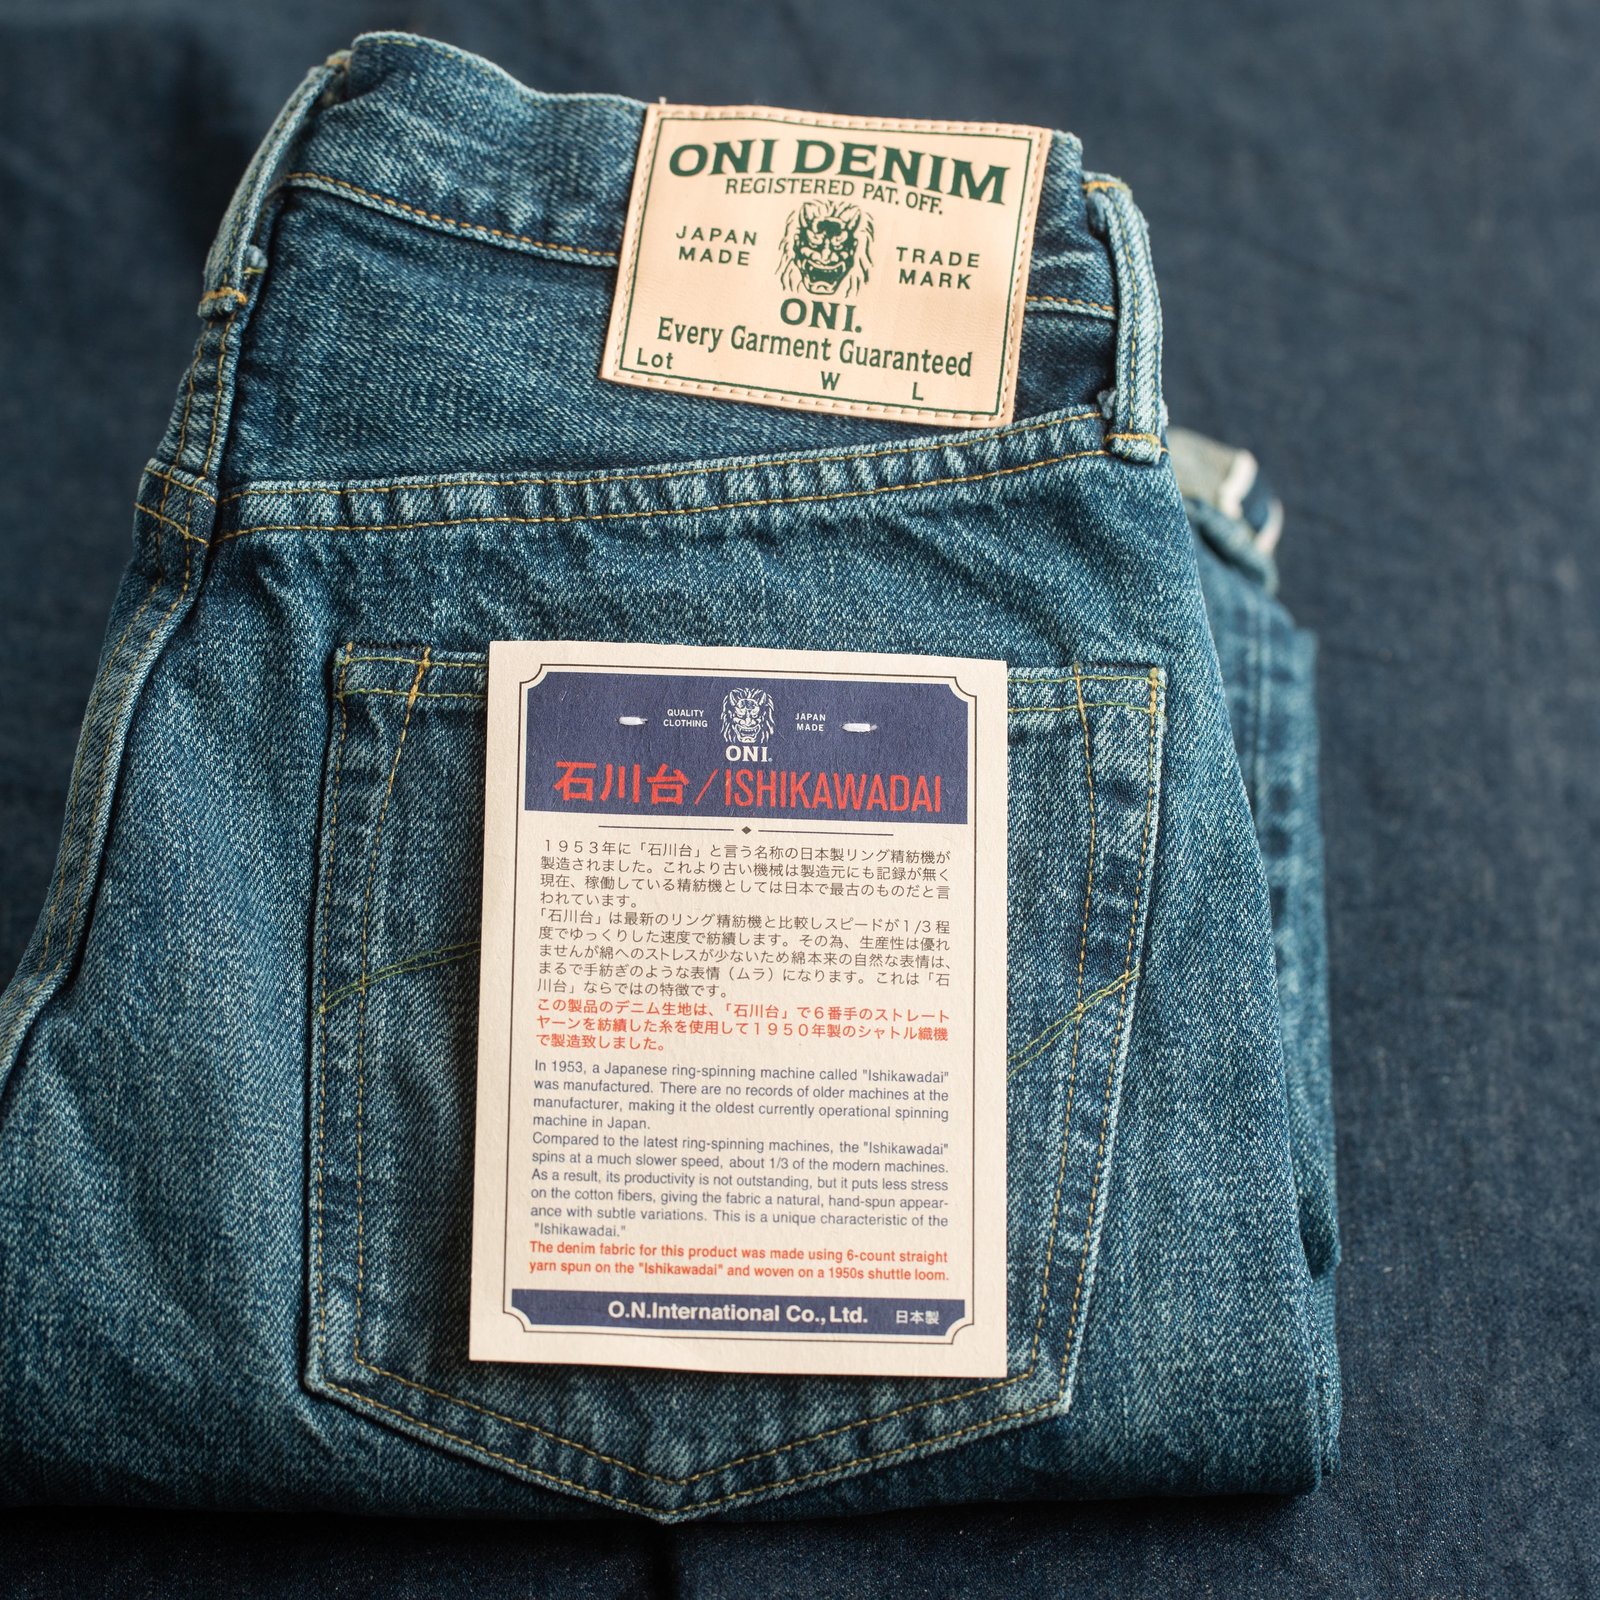 ONI DENIM
REGISTERED PAT. OFF.
JAPAN MADE
TRADE MARK
ONI.
Every Garment Guaranteed
Lot W L
QUALITY CLOTHING
JAPAN MADE
ONI.
石川台/ISHIKAWADAI
1953年に「石川台」と言う名称の日本製リング精紡機が
製造されました。これより古い機械は製造元にも記録が無く
現在、稼働している精紡機としては日本で最古のものだと言
われています。
「石川台」は最新のリング精紡機と比較しスピードが1/3程
度でゆっくりした速度で紡績します。その為、生産性は優れ
ませんが綿へのストレスが少ないため綿本来の自然な表情は、
まるで手紡ぎのような表情（ムラ）になります。これは「石
川台」ならではの特徴です。
この製品のデニム生地は、「石川台」で6番手のストレート
ヤーンを紡績した糸を使用して1950年製のシャトル織機
で製造致しました。
In 1953, a Japanese ring-spinning machine called "Ishikawadai"
was manufactured. There are no records of older machines at the
manufacturer, making it the oldest currently operational spinning
machine in Japan.
Compared to the latest ring-spinning machines, the "Ishikawadai"
spins at a much slower speed, about 1/3 of the modern machines.
As a result, its productivity is not outstanding, but it puts less stress
on the cotton fibers, giving the fabric a natural, hand-spun appear-
ance with subtle variations. This is a unique characteristic of the
"Ishikawadai."
The denim fabric for this product was made using 6-count straight
yarn spun on the "Ishikawadai" and woven on a 1950s shuttle loom.
O.N.International Co., Ltd. 日本製